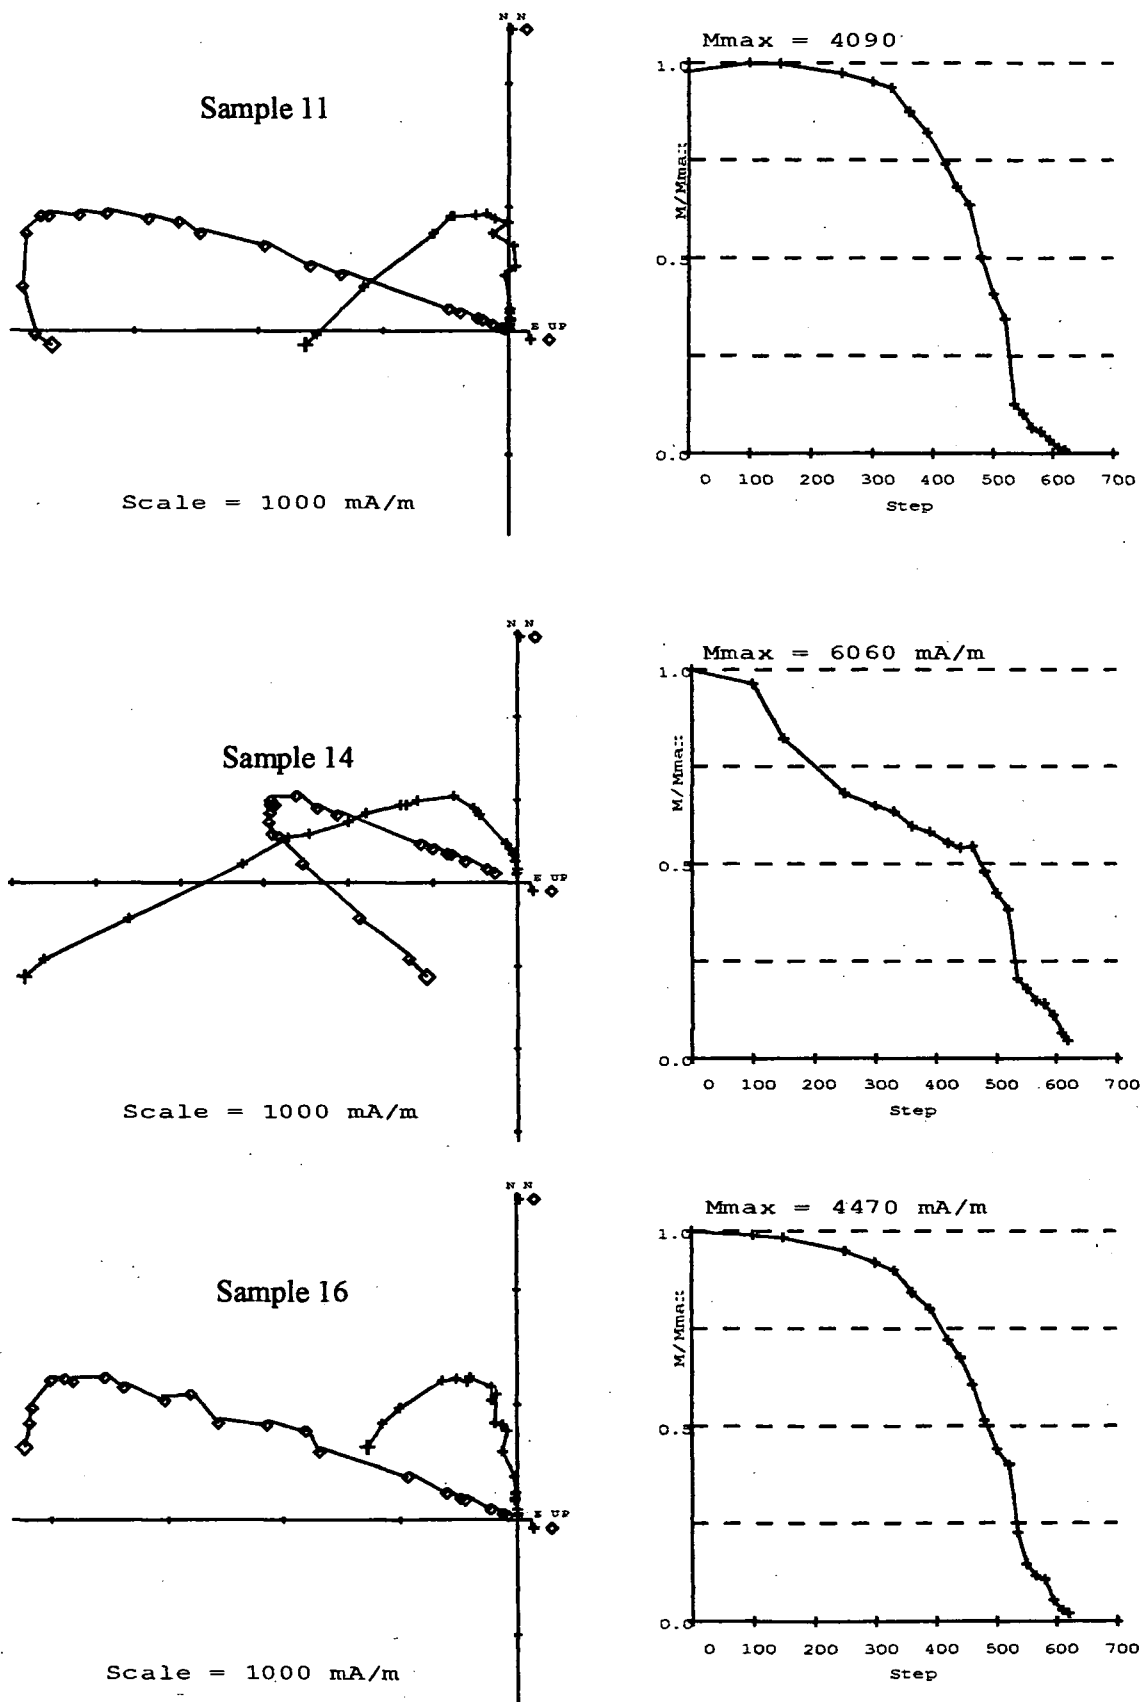 N N
Mmax = 4090
Sample 11
1.0
M/Mmax
0.5
E UP
0.0
0 100 200 300 400 500 600 700
Step
Scale = 1000 mA/m
N N
Mmax = 6060 mA/m
1.0
Sample 14
M/Mmax
0.5
E UP
0.0
0 100 200 300 400 500 600 700
Step
Scale = 1000 mA/m
N N
Mmax = 4470 mA/m
1.0
Sample 16
M/Mmax
0.5
E UP
0.0
0 100 200 300 400 500 600 700
Step
Scale = 1000 mA/m